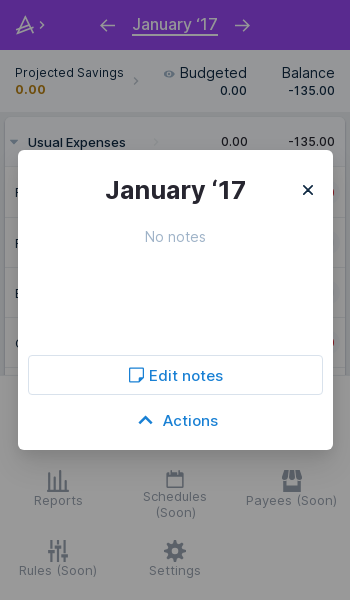 January ‘17
Projected Savings
0.00
Budgeted
0.00
Balance
-135.00
Usual Expenses
0.00
-135.00
January ‘17
No notes
Edit notes
Actions
Reports
Schedules
(Soon)
Payees (Soon)
Rules (Soon)
Settings